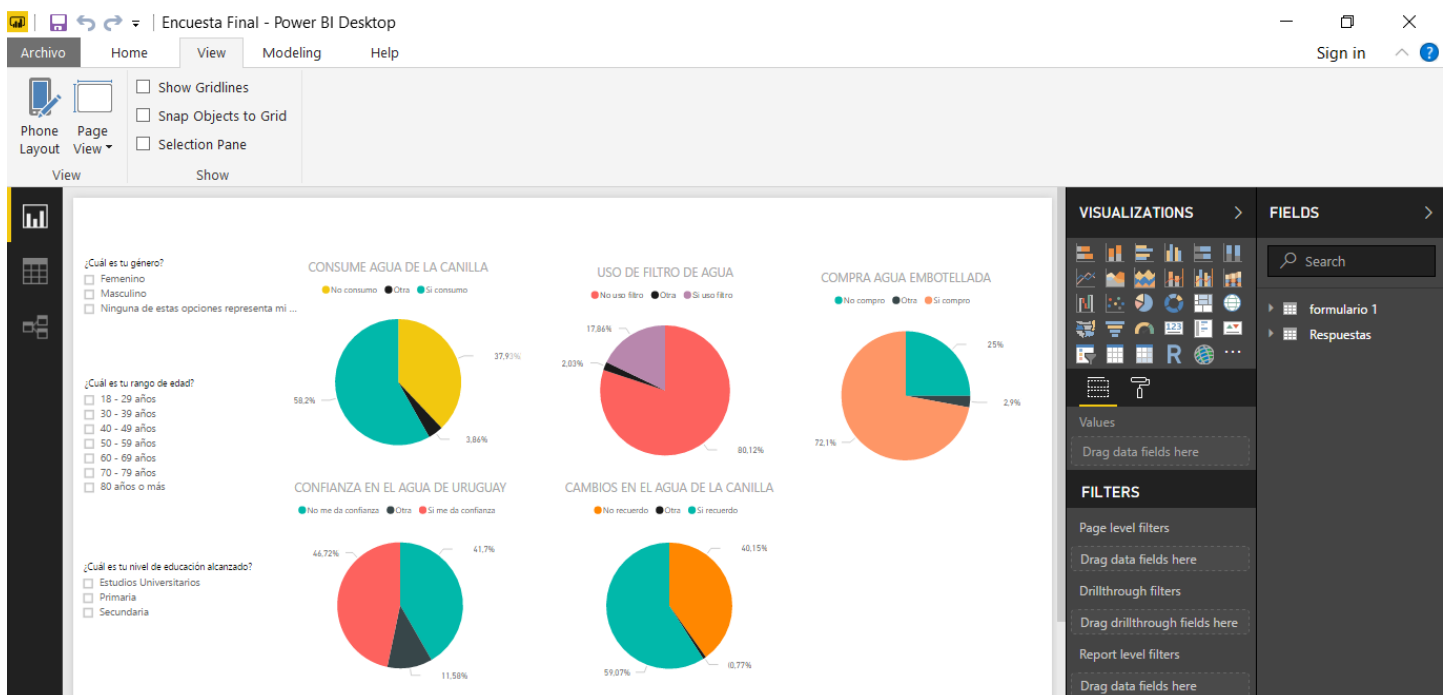 Encuesta Final - Power BI Desktop
Archivo Home View Modeling Help Sign in
Phone Layout
Page View
Show Gridlines
Snap Objects to Grid
Selection Pane
View Show
¿Cuál es tu género?
Femenino
Masculino
Ninguna de estas opciones representa mi ...
¿Cuál es tu rango de edad?
18 - 29 años
30 - 39 años
40 - 49 años
50 - 59 años
60 - 69 años
70 - 79 años
80 años o más
¿Cuál es tu nivel de educación alcanzado?
Estudios Universitarios
Primaria
Secundaria
CONSUME AGUA DE LA CANILLA
No consumo Otra Si consumo
37.93%
58.2%
3,86%
USO DE FILTRO DE AGUA
No uso filtro Otra Si uso filtro
17,86%
2,03%
80,12%
COMPRA AGUA EMBOTELLADA
No compro Otra Si compro
25%
2,9%
72,1%
CONFIANZA EN EL AGUA DE URUGUAY
No me da confianza Otra Si me da confianza
46,72%
41,7%
11,58%
CAMBIOS EN EL AGUA DE LA CANILLA
No recuerdo Otra Si recuerdo
40,15%
59,07%
0,77%
VISUALIZATIONS
123
R
Values
Drag data fields here
FILTERS
Page level filters
Drag data fields here
Drillthrough filters
Drag drillthrough fields here
Report level filters
Drag data fields here
FIELDS
Search
formulario 1
Respuestas